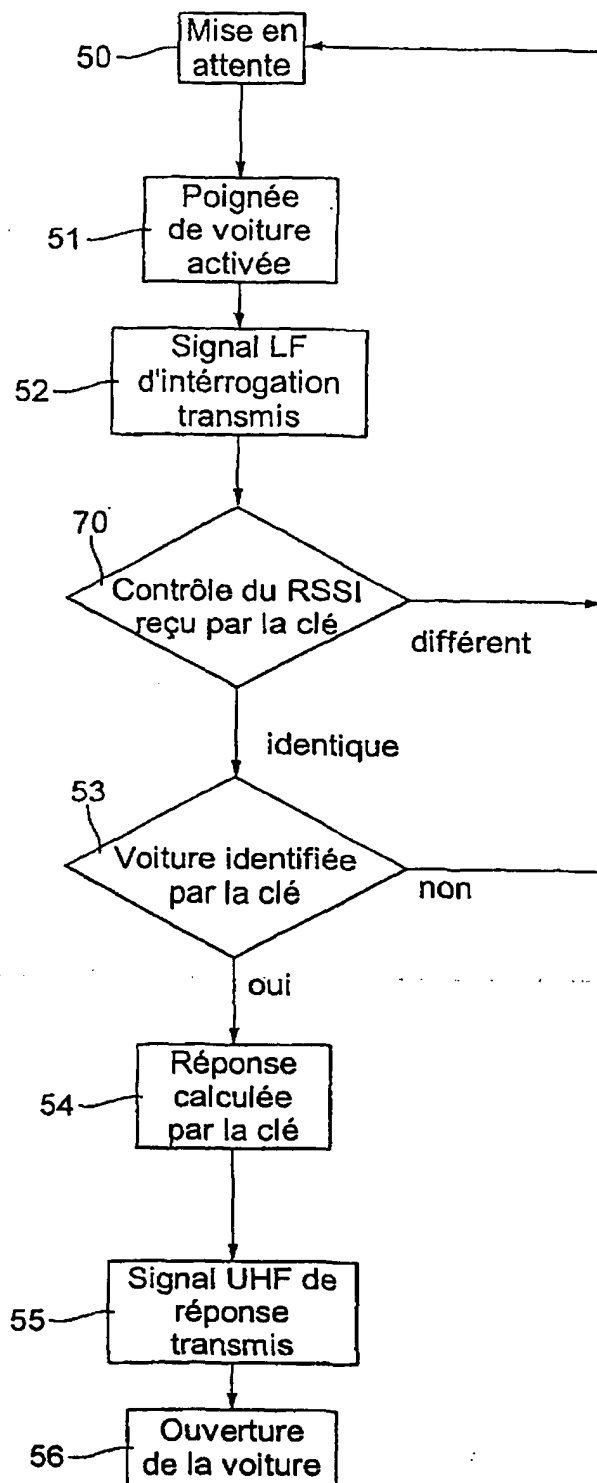 50
Mise en
attente
51
Poignée
de voiture
activée
52
Signal LF
d'intérrogation
transmis
70
Contrôle du RSSI
reçu par la clé
différent
identique
53
Voiture identifiée
par la clé
non
oui
54
Réponse
calculée
par la clé
55
Signal UHF de
réponse
transmis
56
Ouverture
de la voiture